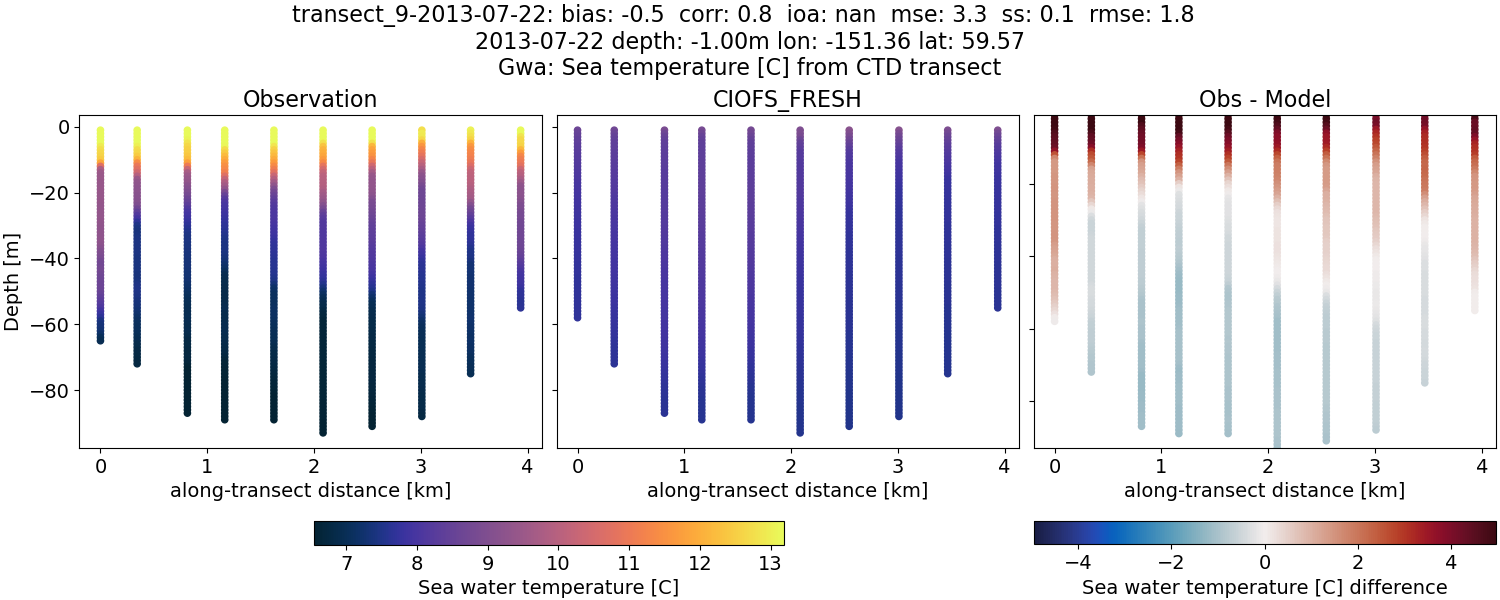 transect_9-2013-07-22: bias: -0.5  corr: 0.8  ioa: nan  mse: 3.3  ss: 0.1  rmse: 1.8
2013-07-22 depth: -1.00m lon: -151.36 lat: 59.57
Gwa: Sea temperature [C] from CTD transect
Observation
CIOFS_FRESH
Obs - Model
Depth [m]
0
−20
−40
−60
−80
0 1 2 3 4
0 1 2 3 4
0 1 2 3 4
along-transect distance [km]
along-transect distance [km]
along-transect distance [km]
7 8 9 10 11 12 13
Sea water temperature [C]
−4 −2 0 2 4
Sea water temperature [C] difference